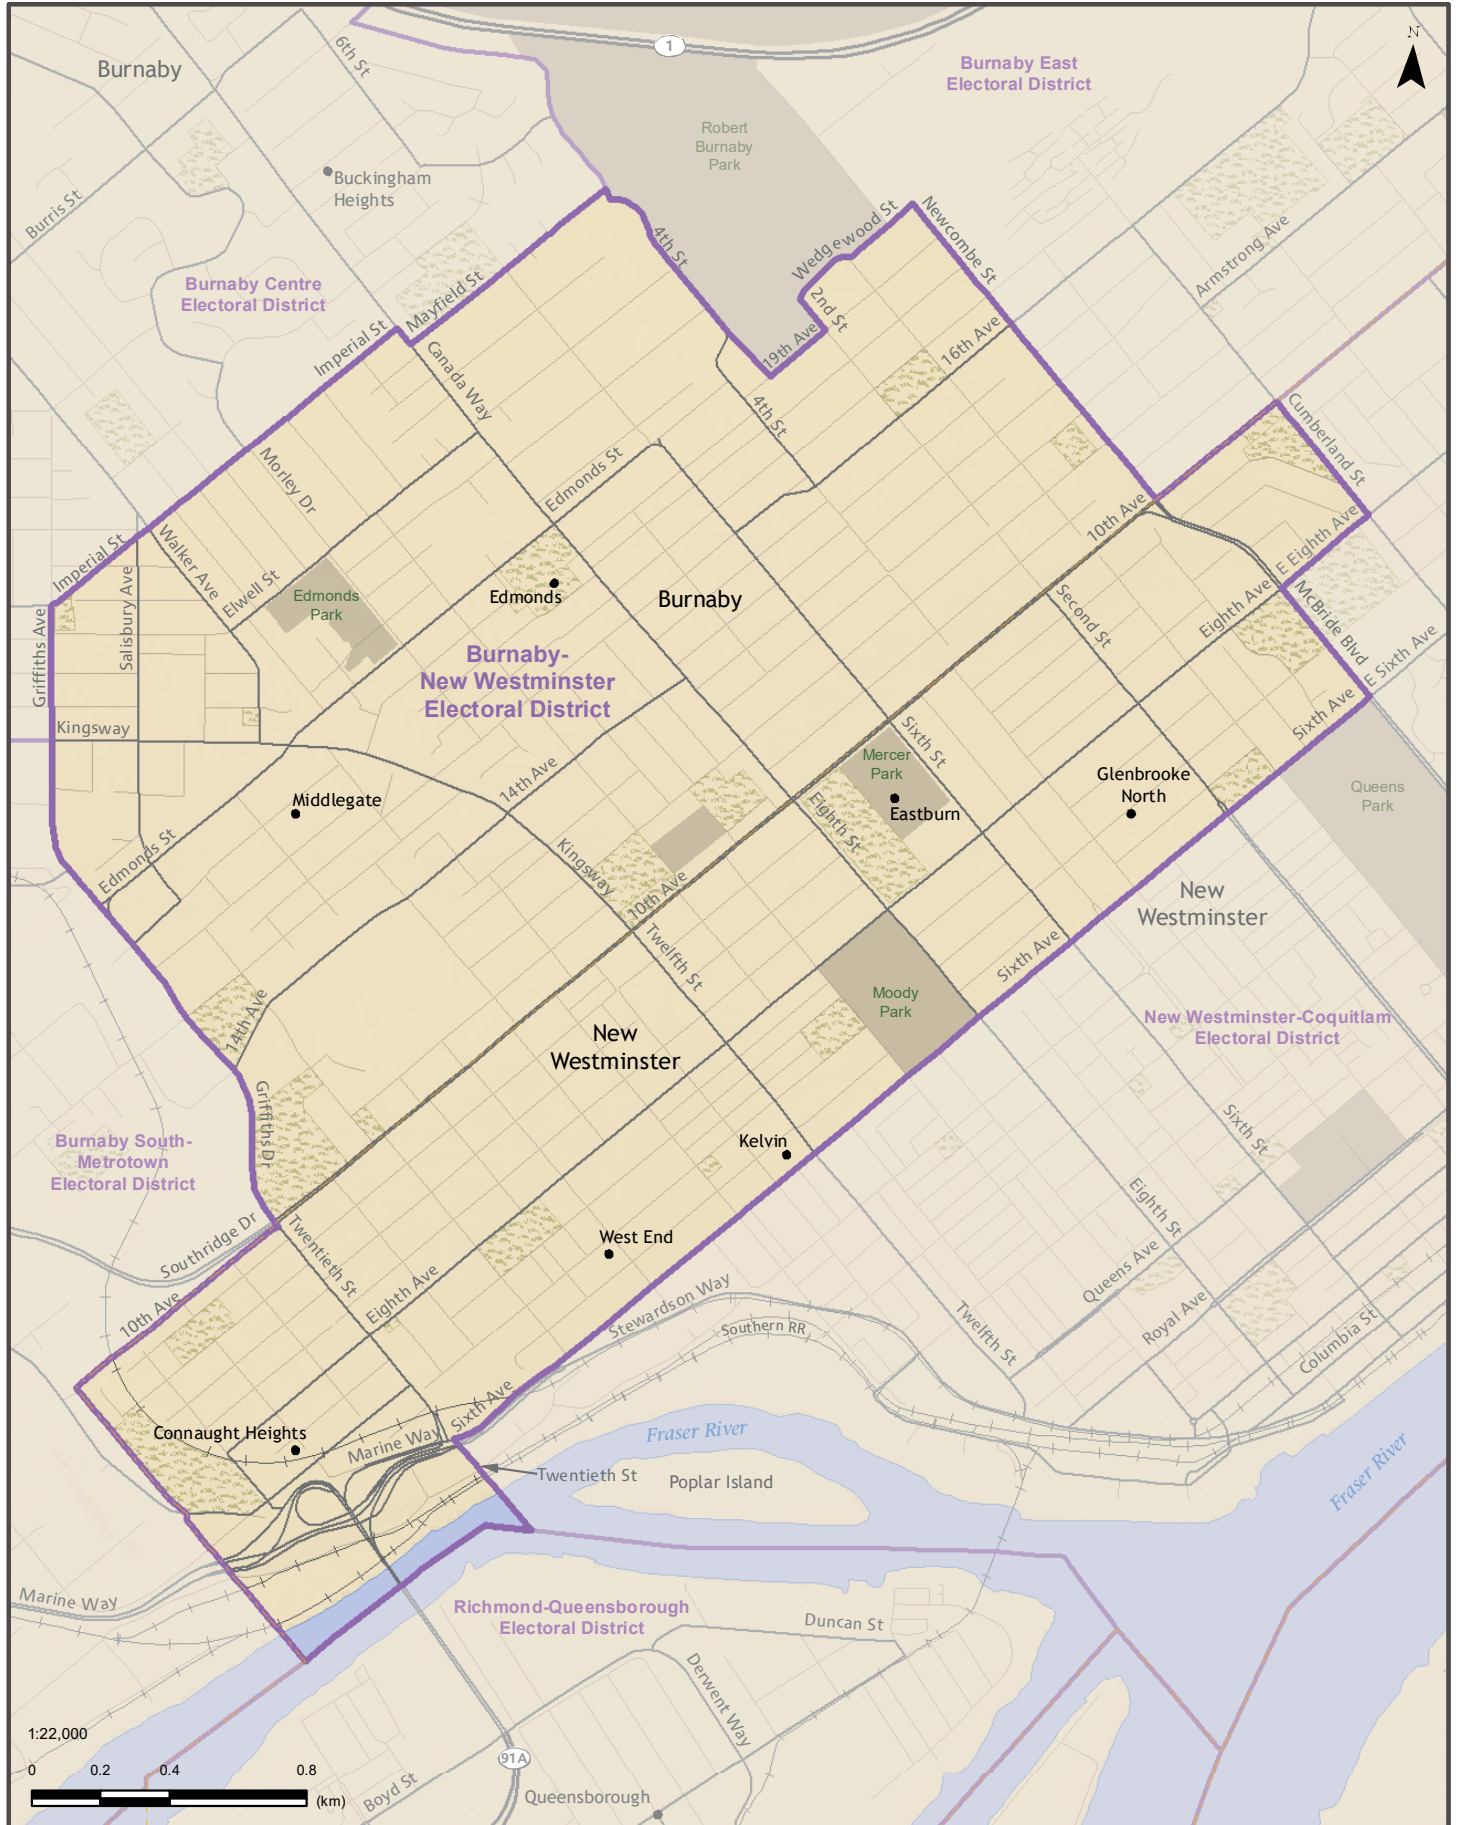 N
1
Burnaby
6th St
Burnaby East
Electoral District
Robert
Burnaby
Park
Buckingham
Heights
Burris St
Wedgewood St
Newcombe St
4th St
Armstrong Ave
Burnaby Centre
Electoral District
Mayfield St
2nd St
Imperial St
19th Ave
16th Ave
Canada Way
4th St
Cumberland St
Morley Dr
Edmonds St
10th Ave
Imperial St
Walker Ave
E Eighth Ave
Salisbury Ave
Elwell St
Edmonds
Park
Edmonds
Burnaby
Second St
Eighth Ave
McBride Blvd
Griffiths Ave
E Sixth Ave
Burnaby-
New Westminster
Electoral District
Kingsway
Sixth St
Sixth Ave
Mercer
Park
Glenbrooke
North
Queens
Park
14th Ave
Middlegate
Eastburn
Eighth St
Edmonds St
Kingsway
10th Ave
New
Westminster
Twelfth St
Sixth Ave
Moody
Park
14th Ave
New
Westminster
New Westminster-Coquitlam
Electoral District
Griffiths Dr
Sixth St
Burnaby South-
Metrotown
Electoral District
Kelvin
Eighth St
Southridge Dr
Twentieth St
West End
Queens Ave
10th Ave
Eighth Ave
Stewardson Way
Southern RR
Twelfth St
Royal Ave
Columbia St
Sixth Ave
Connaught Heights
Marine Way
Fraser River
Twentieth St
Poplar Island
Fraser River
Marine Way
Richmond-Queensborough
Electoral District
Duncan St
Derwent Way
1:22,000
0 0.2 0.4 0.8
(km)
91A
Boyd St
Queensborough